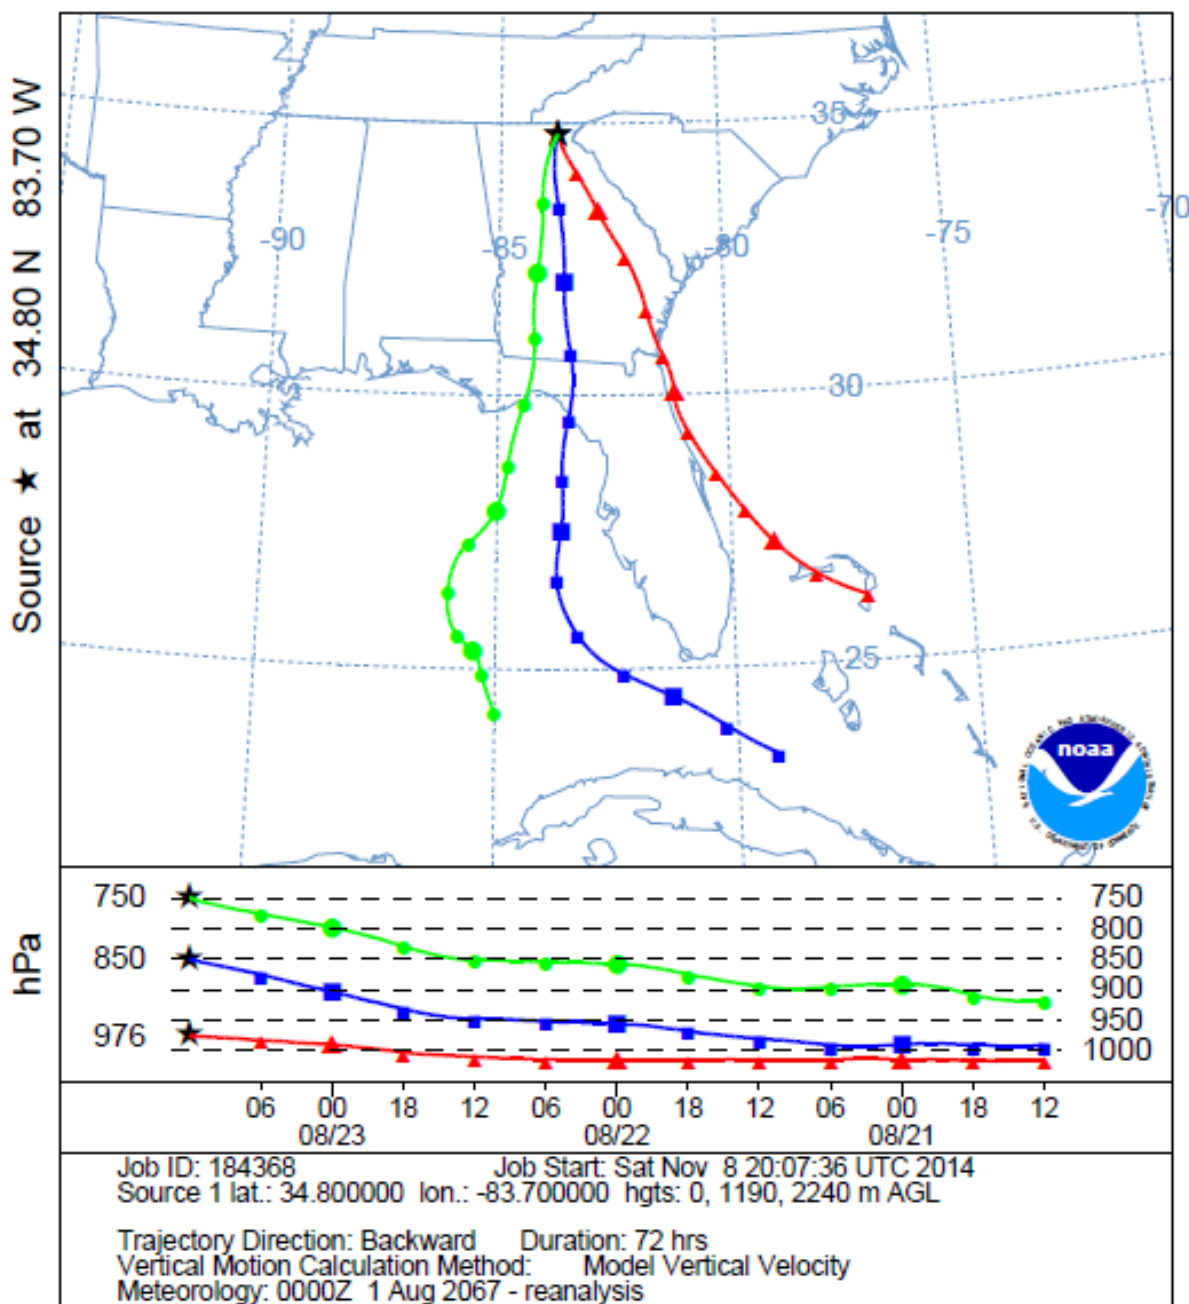 Source ★ at 34.80 N 83.70 W
35
-90
-85
-80
-75
-70
30
25
noaa
hPa
750
850
976
750
800
850
900
950
1000
06 00 18 12 06 00 18 12 06 00 18 12
08/23 08/22 08/21
Job ID: 184368 Job Start: Sat Nov 8 20:07:36 UTC 2014
Source 1 lat.: 34.800000 lon.: -83.700000 hgts: 0, 1190, 2240 m AGL
Trajectory Direction: Backward Duration: 72 hrs
Vertical Motion Calculation Method: Model Vertical Velocity
Meteorology: 0000Z 1 Aug 2067 - reanalysis